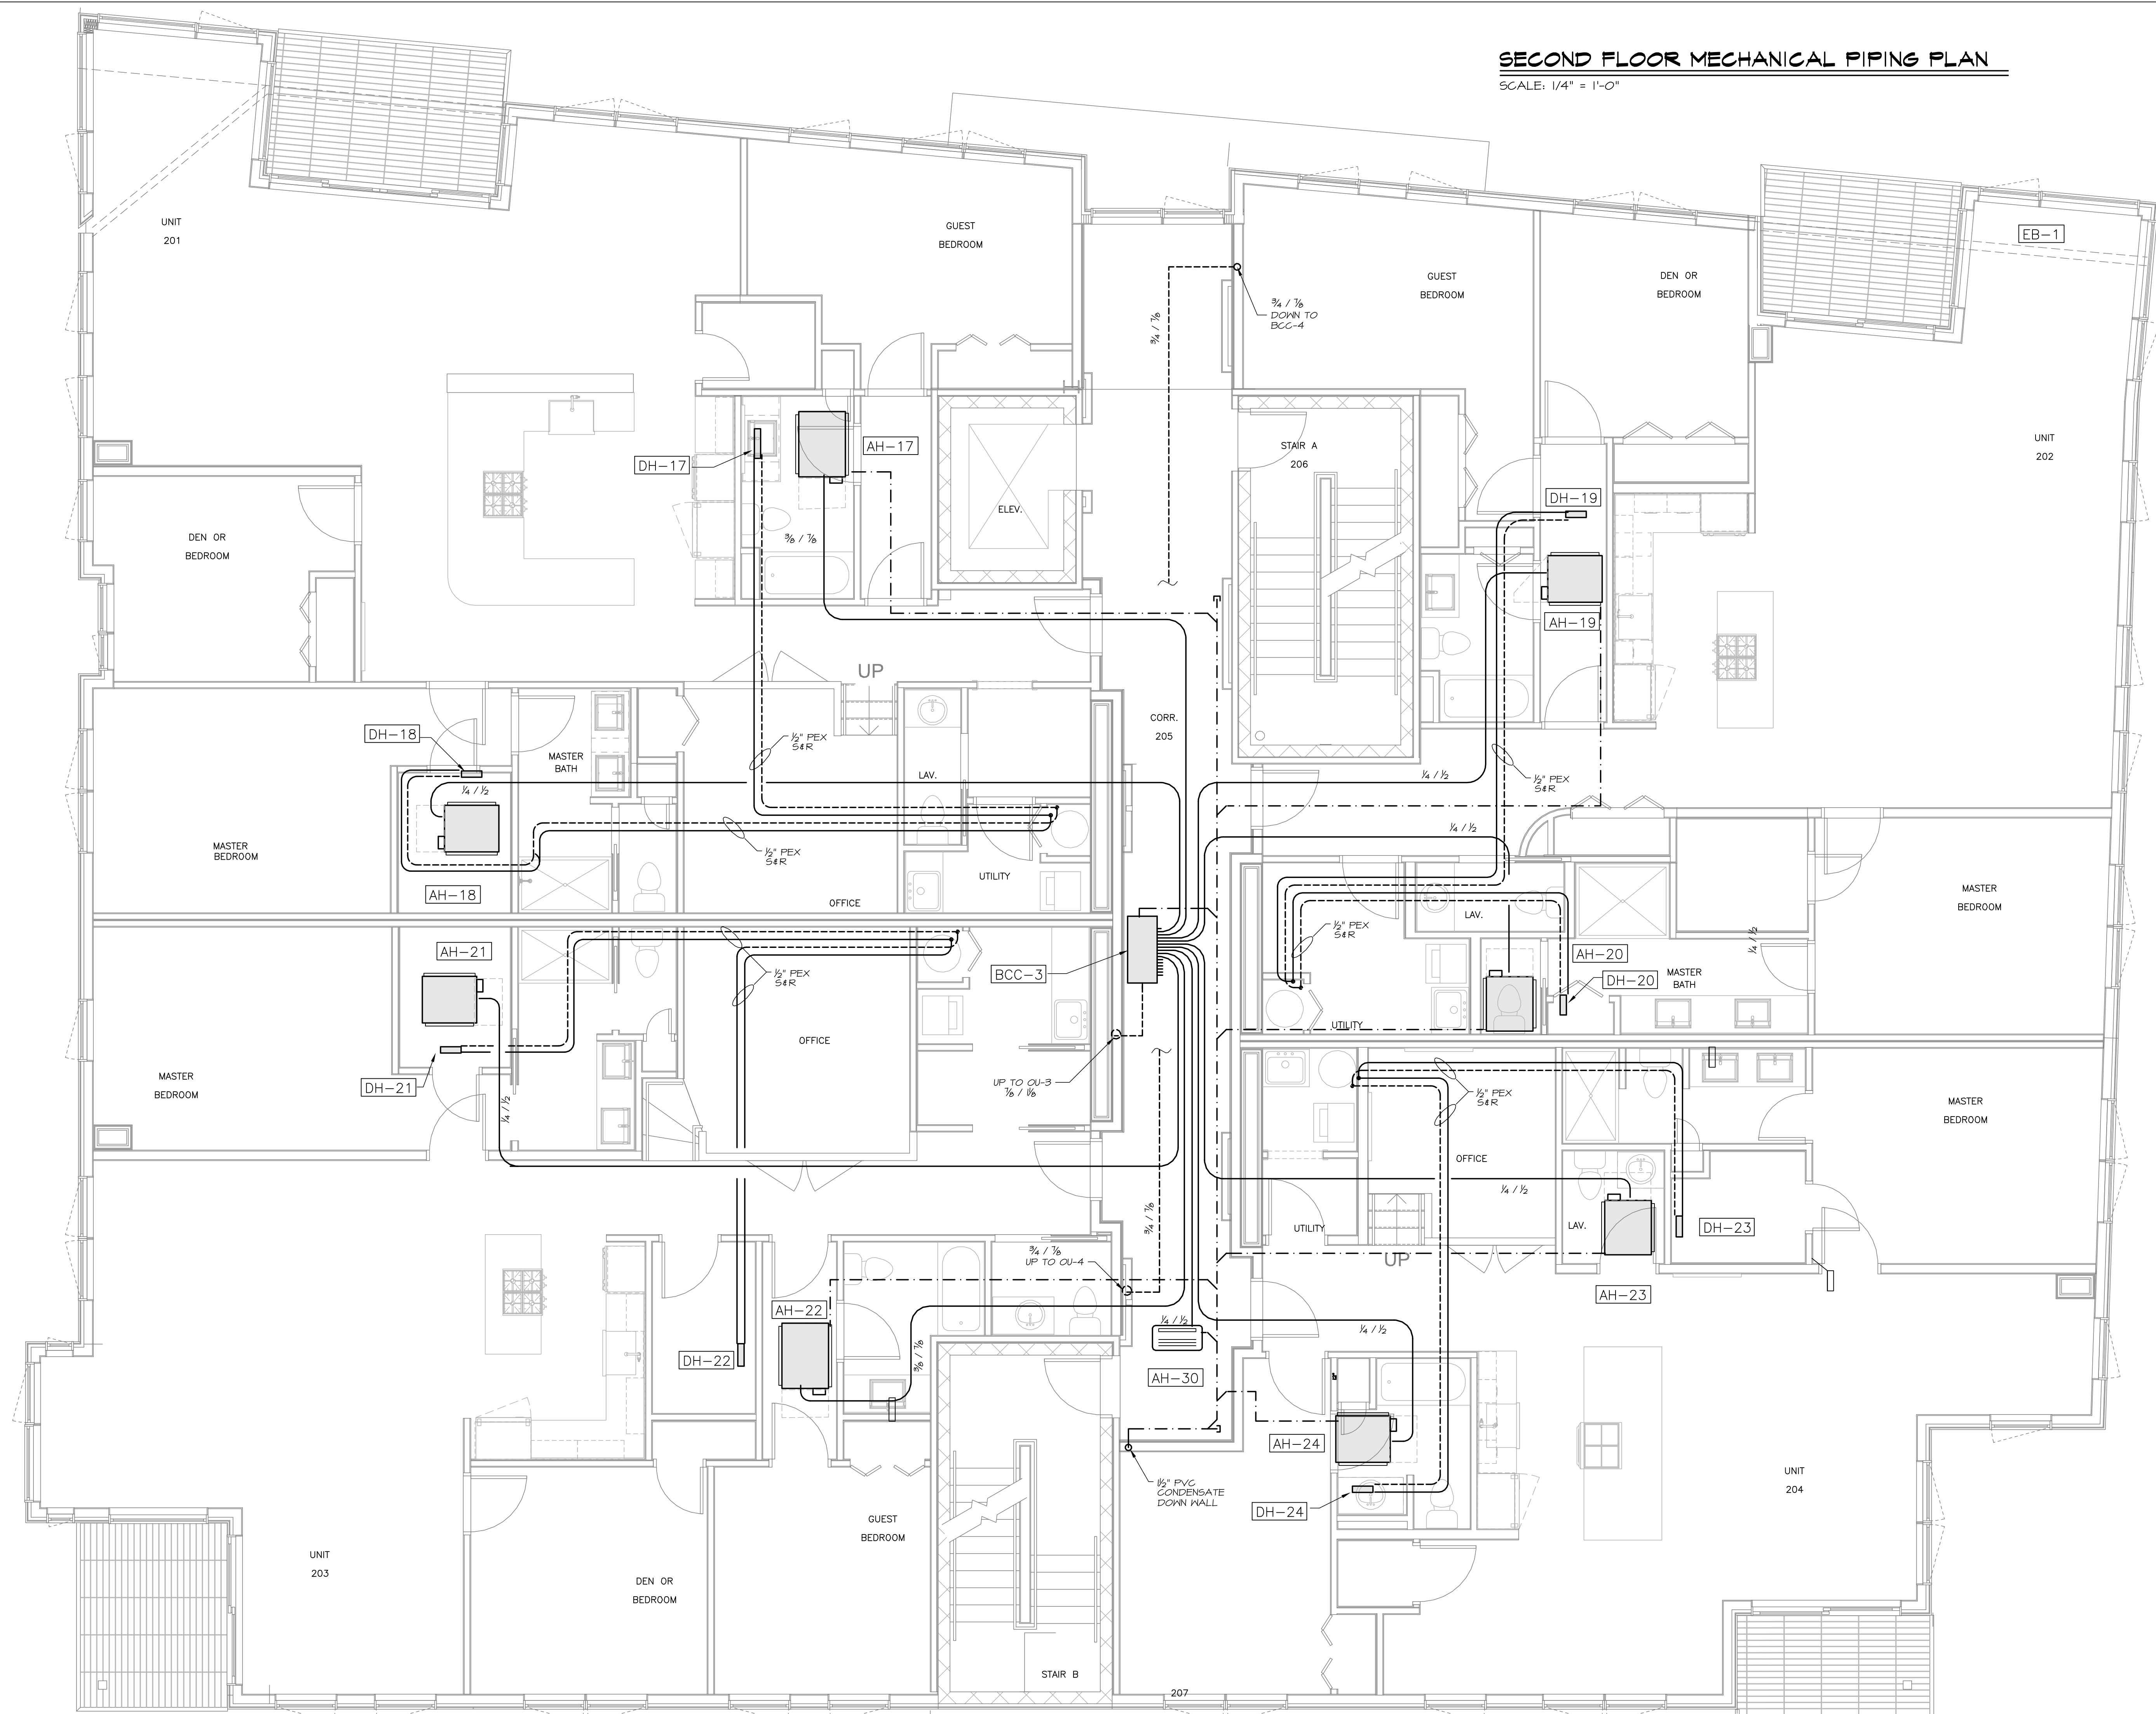 SECOND FLOOR MECHANICAL PIPING PLAN
SCALE: 1/4" = 1'-0"
UNIT
201
GUEST
BEDROOM
EB-1
GUEST
BEDROOM
DEN OR
BEDROOM
3/4 / 7/8
DOWN TO
BCC-4
3/4 / 7/8
UNIT
202
STAIR A
206
AH-17
DH-17
ELEV.
DH-19
DEN OR
BEDROOM
3/8 / 7/8
AH-19
UP
CORR.
205
DH-18
1/2" PEX
S&R
MASTER
BATH
LAV.
1/4 / 1/2
1/4 / 1/2
1/2" PEX
S&R
1/4 / 1/2
MASTER
BEDROOM
1/2" PEX
S&R
AH-18
UTILITY
OFFICE
MASTER
BEDROOM
LAV.
1/2" PEX
S&R
1/4 / 1/2
AH-21
AH-20
BCC-3
1/2" PEX
S&R
DH-20
MASTER
BATH
UTILITY
OFFICE
MASTER
BEDROOM
DH-21
UP TO OU-3
7/8 / 1 1/8
1/4 / 1/2
1/2" PEX
S&R
MASTER
BEDROOM
OFFICE
1/4 / 1/2
3/4 / 7/8
UTILITY
LAV.
DH-23
UP
3/4 / 7/8
UP TO OU-4
AH-23
AH-22
1/4 / 1/2
1/4 / 1/2
DH-22
3/8 / 7/8
AH-30
AH-24
1 1/2" PVC
CONDENSATE
DOWN WALL
DH-24
UNIT
204
GUEST
BEDROOM
UNIT
203
DEN OR
BEDROOM
STAIR B
207